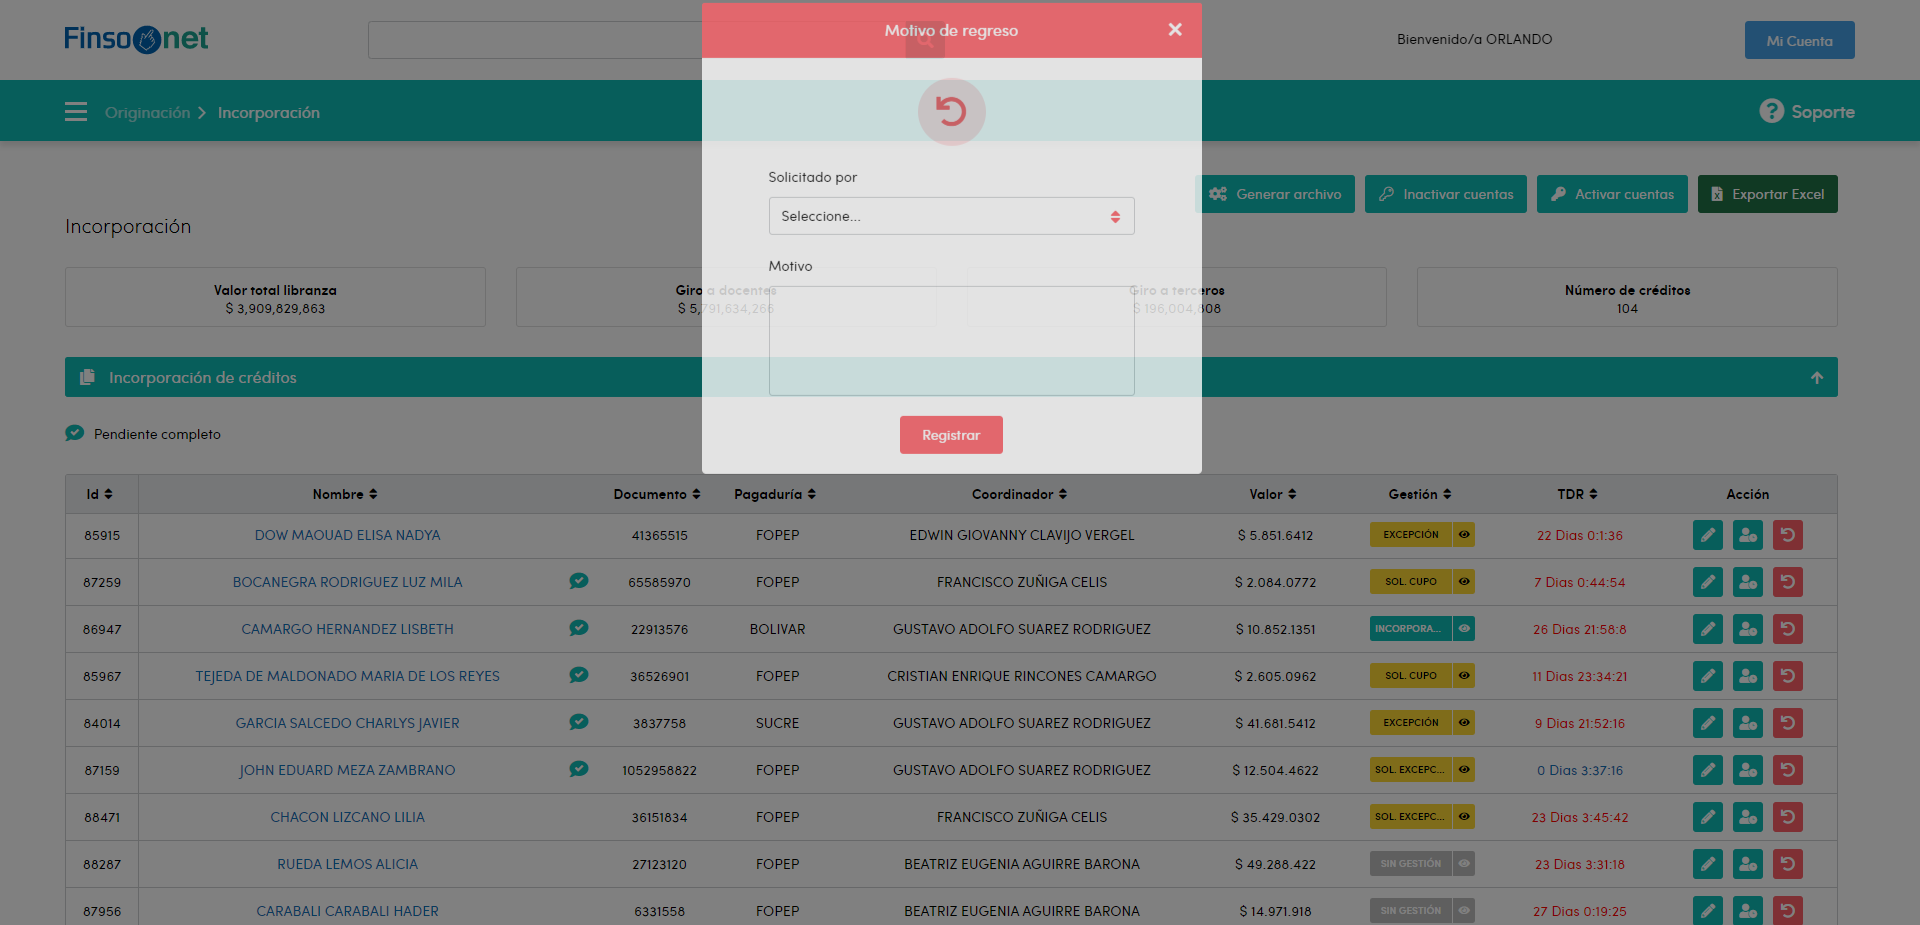 Finsonet
Motivo de regreso
Bienvenido/a ORLANDO
Mi Cuenta
Originación
Incorporación
Soporte
Solicitado por
Seleccione...
Generar archivo
Inactivar cuentas
Activar cuentas
Exportar Excel
Incorporación
Motivo
Valor total libranza
$ 3,909,829,863
Giro a docentes
$ 5,791,634,266
Giro a terceros
$ 196,004,808
Número de créditos
104
Incorporación de créditos
Registrar
Pendiente completo
Id Nombre Documento Pagaduría Coordinador Valor Gestión TDR Acción
85915 DOW MAOUAD ELISA NADYA 41365515 FOPEP EDWIN GIOVANNY CLAVIJO VERGEL $ 5.851.6412 EXCEPCIÓN 22 Dias 0:1:36
87259 BOCANEGRA RODRIGUEZ LUZ MILA 65585970 FOPEP FRANCISCO ZUÑIGA CELIS $ 2.084.0772 SOL. CUPO 7 Dias 0:44:54
86947 CAMARGO HERNANDEZ LISBETH 22913576 BOLIVAR GUSTAVO ADOLFO SUAREZ RODRIGUEZ $ 10.852.1351 INCORPORA... 26 Dias 21:58:8
85967 TEJEDA DE MALDONADO MARIA DE LOS REYES 36526901 FOPEP CRISTIAN ENRIQUE RINCONES CAMARGO $ 2.605.0962 SOL. CUPO 11 Dias 23:34:21
84014 GARCIA SALCEDO CHARLYS JAVIER 3837758 SUCRE GUSTAVO ADOLFO SUAREZ RODRIGUEZ $ 41.681.5412 EXCEPCIÓN 9 Dias 21:52:16
87159 JOHN EDUARD MEZA ZAMBRANO 1052958822 FOPEP GUSTAVO ADOLFO SUAREZ RODRIGUEZ $ 12.504.4622 SOL. EXCEPC... 0 Dias 3:37:16
88471 CHACON LIZCANO LILIA 36151834 FOPEP FRANCISCO ZUÑIGA CELIS $ 35.429.0302 SOL. EXCEPC... 23 Dias 3:45:42
88287 RUEDA LEMOS ALICIA 27123120 FOPEP BEATRIZ EUGENIA AGUIRRE BARONA $ 49.288.422 SIN GESTIÓN 23 Dias 3:31:18
87956 CARABALI CARABALI HADER 6331558 FOPEP BEATRIZ EUGENIA AGUIRRE BARONA $ 14.971.918 SIN GESTIÓN 27 Dias 0:19:25